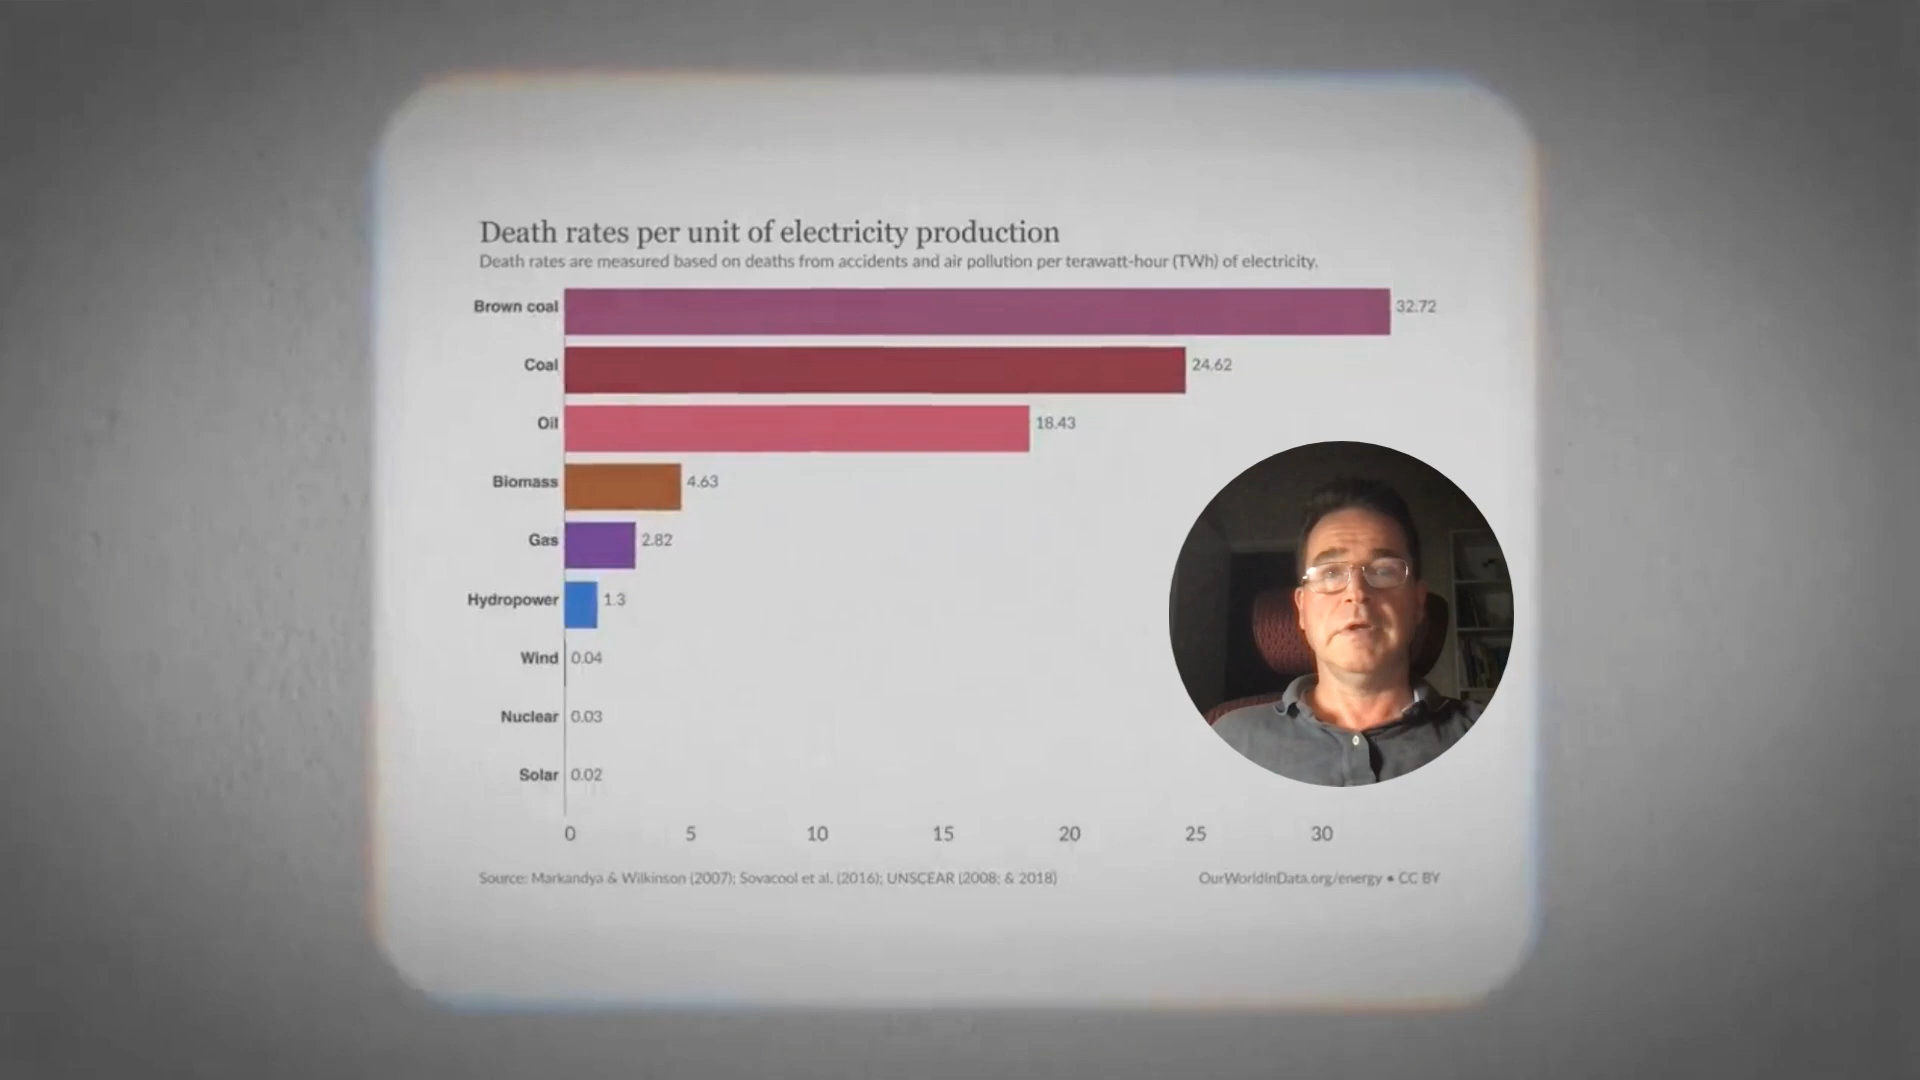 Death rates per unit of electricity production
Death rates are measured based on deaths from accidents and air pollution per terawatt-hour (TWh) of electricity.
Brown coal 32.72
Coal 24.62
Oil 18.43
Biomass 4.63
Gas 2.82
Hydropower 1.3
Wind 0.04
Nuclear 0.03
Solar 0.02
0 5 10 15 20 25 30
Source: Markandya & Wilkinson (2007); Sovacool et al. (2016); UNSCEAR (2008; & 2018) OurWorldInData.org/energy • CC BY